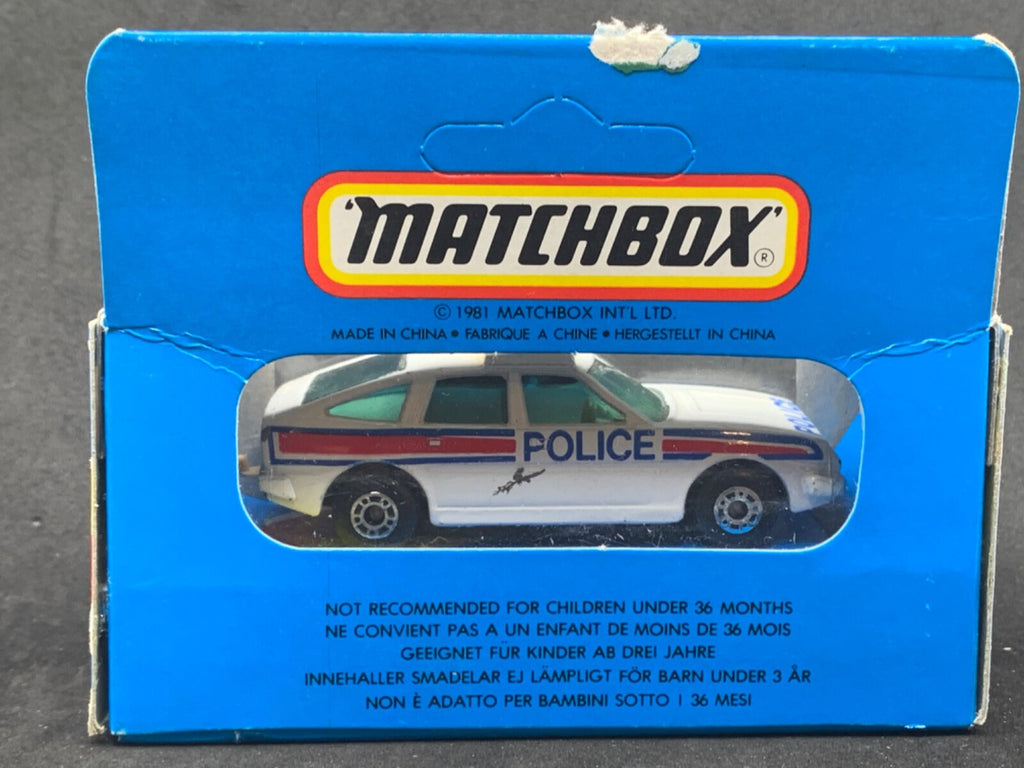 'MATCHBOX'®
© 1981 MATCHBOX INT'L LTD.
MADE IN CHINA • FABRIQUE A CHINE • HERGESTELLT IN CHINA
POLICE
POLICE
NOT RECOMMENDED FOR CHILDREN UNDER 36 MONTHS
NE CONVIENT PAS A UN ENFANT DE MOINS DE 36 MOIS
GEEIGNET FÜR KINDER AB DREI JAHRE
INNEHALLER SMADELAR EJ LÄMPLIGT FÖR BARN UNDER 3 ÅR
NON È ADATTO PER BAMBINI SOTTO I 36 MESI